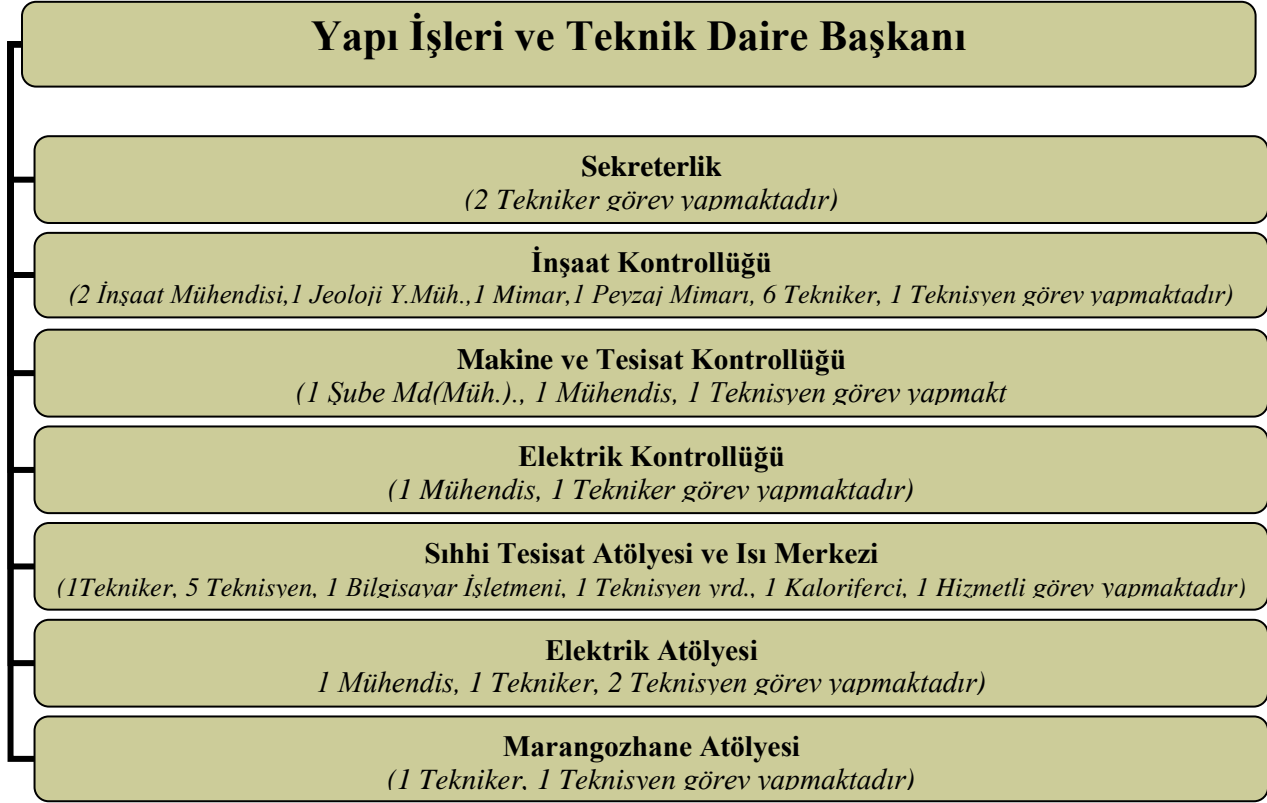 Yapı İşleri ve Teknik Daire Başkanı
Sekreterlik
(2 Tekniker görev yapmaktadır)
İnşaat Kontrollüğü
(2 İnşaat Mühendisi,1 Jeoloji Y.Müh.,1 Mimar,1 Peyzaj Mimarı, 6 Tekniker, 1 Teknisyen görev yapmaktadır)
Makine ve Tesisat Kontrollüğü
(1 Şube Md(Müh.)., 1 Mühendis, 1 Teknisyen görev yapmakt
Elektrik Kontrollüğü
(1 Mühendis, 1 Tekniker görev yapmaktadır)
Sıhhi Tesisat Atölyesi ve Isı Merkezi
(1Tekniker, 5 Teknisyen, 1 Bilgisayar İşletmeni, 1 Teknisyen yrd., 1 Kaloriferci, 1 Hizmetli görev yapmaktadır)
Elektrik Atölyesi
1 Mühendis, 1 Tekniker, 2 Teknisyen görev yapmaktadır)
Marangozhane Atölyesi
(1 Tekniker, 1 Teknisyen görev yapmaktadır)